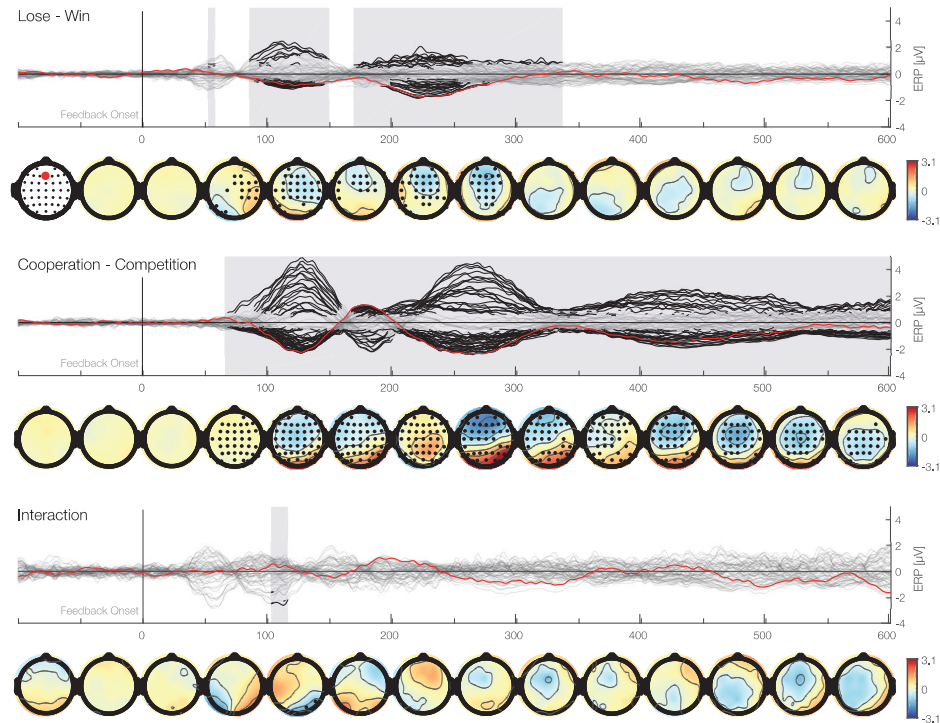 Lose - Win
4
2
0
-2
-4
ERP [µV]
Feedback Onset
0 100 200 300 400 500 600
3.1
0
-3.1
Cooperation - Competition
4
2
0
-2
-4
ERP [µV]
Feedback Onset
0 100 200 300 400 500 600
3.1
0
-3.1
Interaction
4
2
0
-2
-4
ERP [µV]
Feedback Onset
0 100 200 300 400 500 600
3.1
0
-3.1